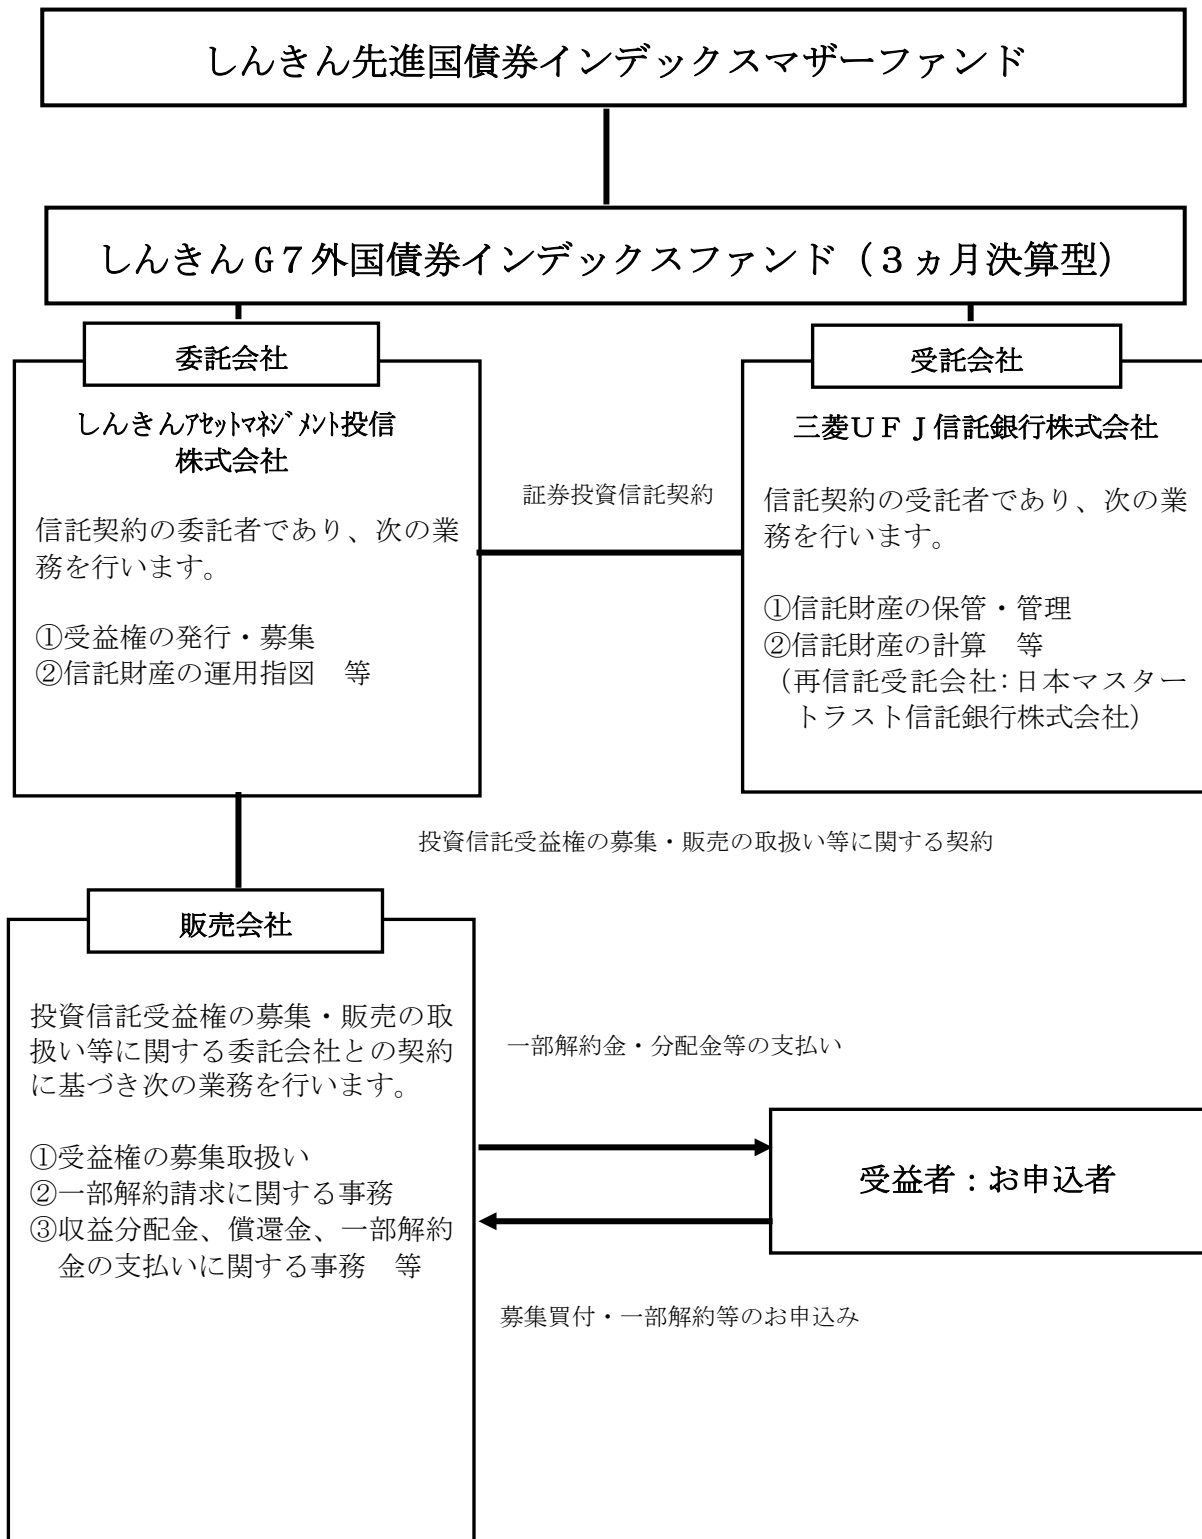 しんきん先進国債券インデックスマザーファンド
しんきんG7外国債券インデックスファンド（３ヵ月決算型）
委託会社
しんきんｱｾｯﾄﾏﾈｼﾞﾒﾝﾄ投信
株式会社
信託契約の委託者であり、次の業
務を行います。
①受益権の発行・募集
②信託財産の運用指図　等
証券投資信託契約
受託会社
三菱ＵＦＪ信託銀行株式会社
信託契約の受託者であり、次の業
務を行います。
①信託財産の保管・管理
②信託財産の計算　等
（再信託受託会社：日本マスター
トラスト信託銀行株式会社）
投資信託受益権の募集・販売の取扱い等に関する契約
販売会社
投資信託受益権の募集・販売の取
扱い等に関する委託会社との契約
に基づき次の業務を行います。
①受益権の募集取扱い
②一部解約請求に関する事務
③収益分配金、償還金、一部解約
金の支払いに関する事務　等
一部解約金・分配金等の支払い
受益者：お申込者
募集買付・一部解約等のお申込み